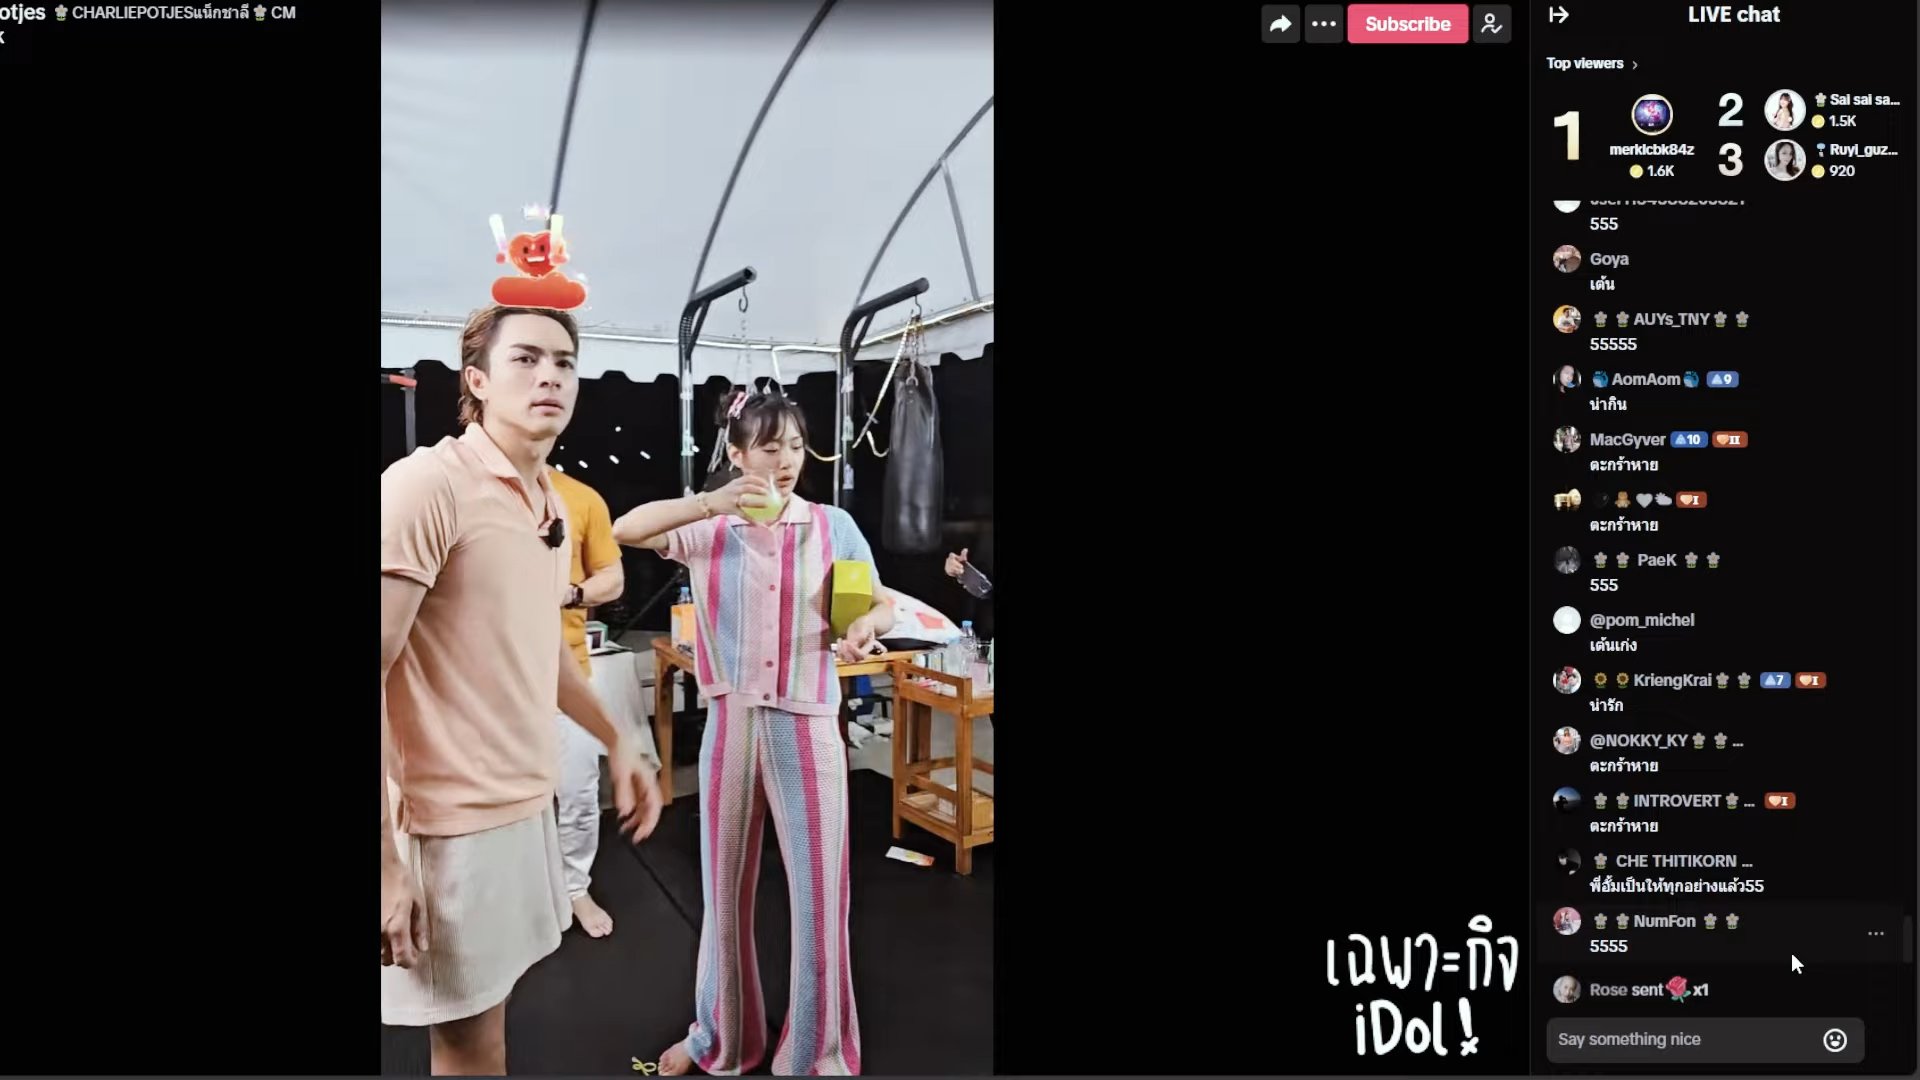 otjes CHARLIEPOTJESแน็กชาลี CM
Subscribe
LIVE chat
Top viewers
1
merklcbk84z
1.6K
2
Sai sai sa...
1.5K
3
Ruyi_guz...
920
555
Goya
เต้น
AUYs_TNY
55555
AomAom 9
น่ากิน
MacGyver 10 II
ตะกร้าหาย
I
ตะกร้าหาย
PaeK
555
@pom_michel
เต้นเก่ง
KriengKrai 7 I
น่ารัก
@NOKKY_KY ...
ตะกร้าหาย
INTROVERT ... I
ตะกร้าหาย
CHE THITIKORN ...
พี่อั้มเป็นให้ทุกอย่างแล้ว55
NumFon
5555
Rose sent x1
Say something nice
เฉพาะกิจ
iDol!